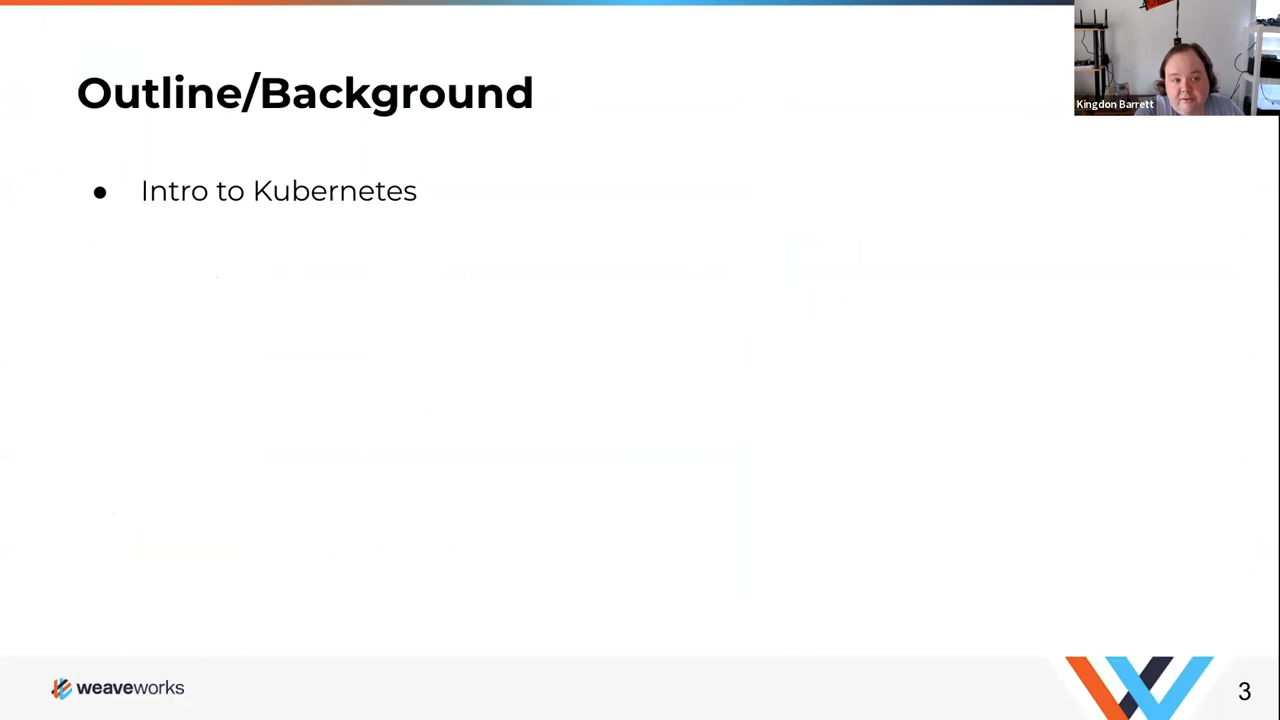 Outline/Background
Kingdon Barrett
● Intro to Kubernetes
weaveworks
3